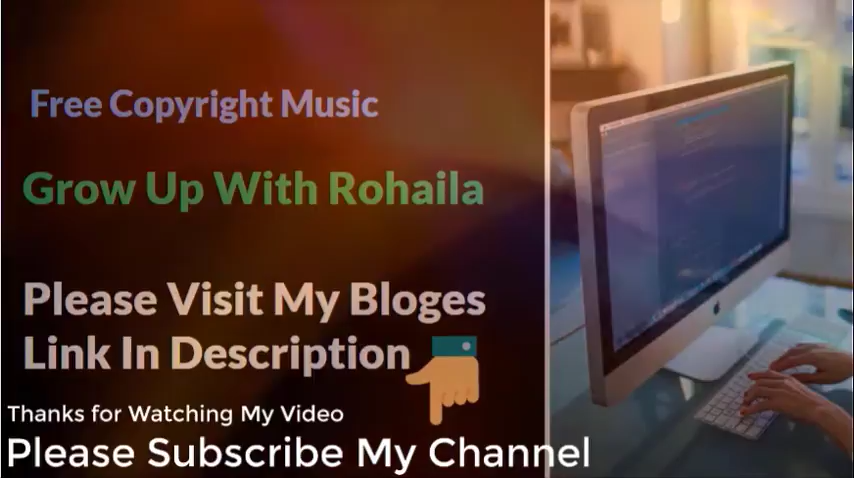 Free Copyright Music
Grow Up With Rohaila
Please Visit My Bloges
Link In Description
Thanks for Watching My Video
Please Subscribe My Channel